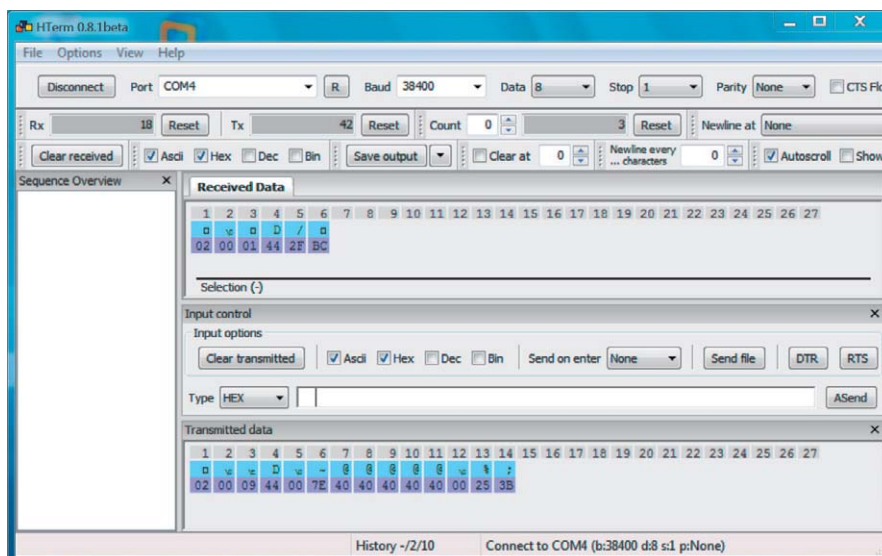 HTerm 0.8.1beta
File Options View Help
Disconnect Port COM4 R Baud 38400 Data 8 Stop 1 Parity None CTS Flo
Rx 18 Reset Tx 42 Reset Count 0 3 Reset Newline at None
Clear received Ascii Hex Dec Bin Save output Clear at 0 Newline every ... characters 0 Autoscroll Show
Sequence Overview
Received Data
1 2 3 4 5 6 7 8 9 10 11 12 13 14 15 16 17 18 19 20 21 22 23 24 25 26 27
D /
02 00 01 44 2F BC
Selection (-)
Input control
Input options
Clear transmitted Ascii Hex Dec Bin Send on enter None Send file DTR RTS
Type HEX ASend
Transmitted data
1 2 3 4 5 6 7 8 9 10 11 12 13 14 15 16 17 18 19 20 21 22 23 24 25 26 27
D ~ @ @ @ @ @ % ;
02 00 09 44 00 7E 40 40 40 40 40 00 25 3B
History -/2/10 Connect to COM4 (b:38400 d:8 s:1 p:None)